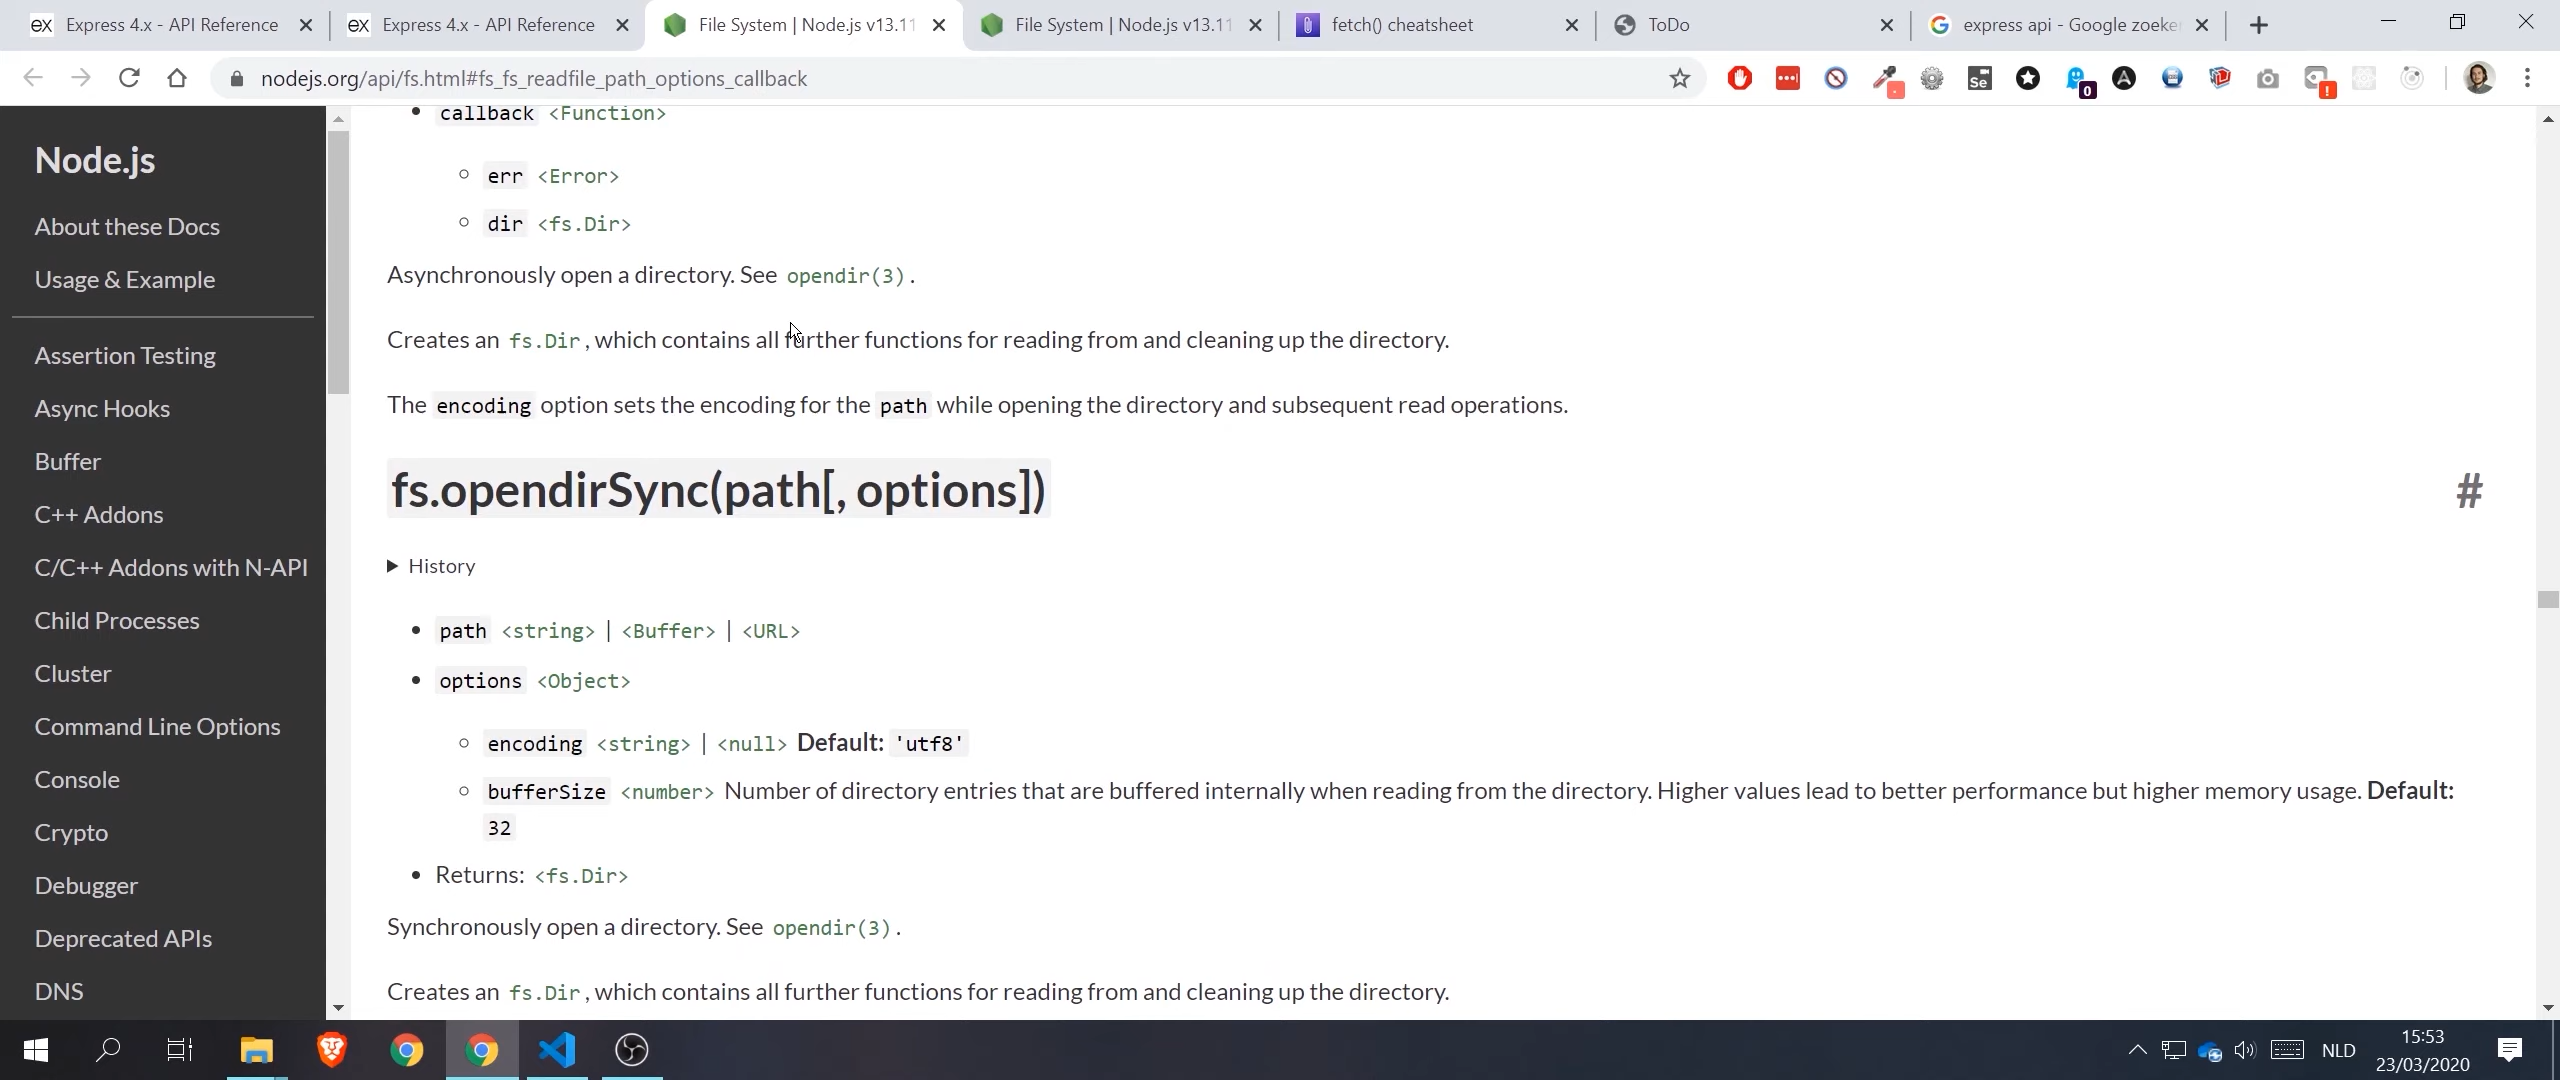 Express 4.x - API Reference
Express 4.x - API Reference
File System | Node.js v13.11
File System | Node.js v13.11
fetch() cheatsheet
ToDo
express api - Google zoeken
nodejs.org/api/fs.html#fs_fs_readfile_path_options_callback
Node.js
About these Docs
Usage & Example
Assertion Testing
Async Hooks
Buffer
C++ Addons
C/C++ Addons with N-API
Child Processes
Cluster
Command Line Options
Console
Crypto
Debugger
Deprecated APIs
DNS
callback <Function>
err <Error>
dir <fs.Dir>
Asynchronously open a directory. See opendir(3).
Creates an fs.Dir, which contains all further functions for reading from and cleaning up the directory.
The encoding option sets the encoding for the path while opening the directory and subsequent read operations.
fs.opendirSync(path[, options])
#
History
path <string> | <Buffer> | <URL>
options <Object>
encoding <string> | <null> Default: 'utf8'
bufferSize <number> Number of directory entries that are buffered internally when reading from the directory. Higher values lead to better performance but higher memory usage. Default:
32
Returns: <fs.Dir>
Synchronously open a directory. See opendir(3).
Creates an fs.Dir, which contains all further functions for reading from and cleaning up the directory.
NLD
15:53
23/03/2020